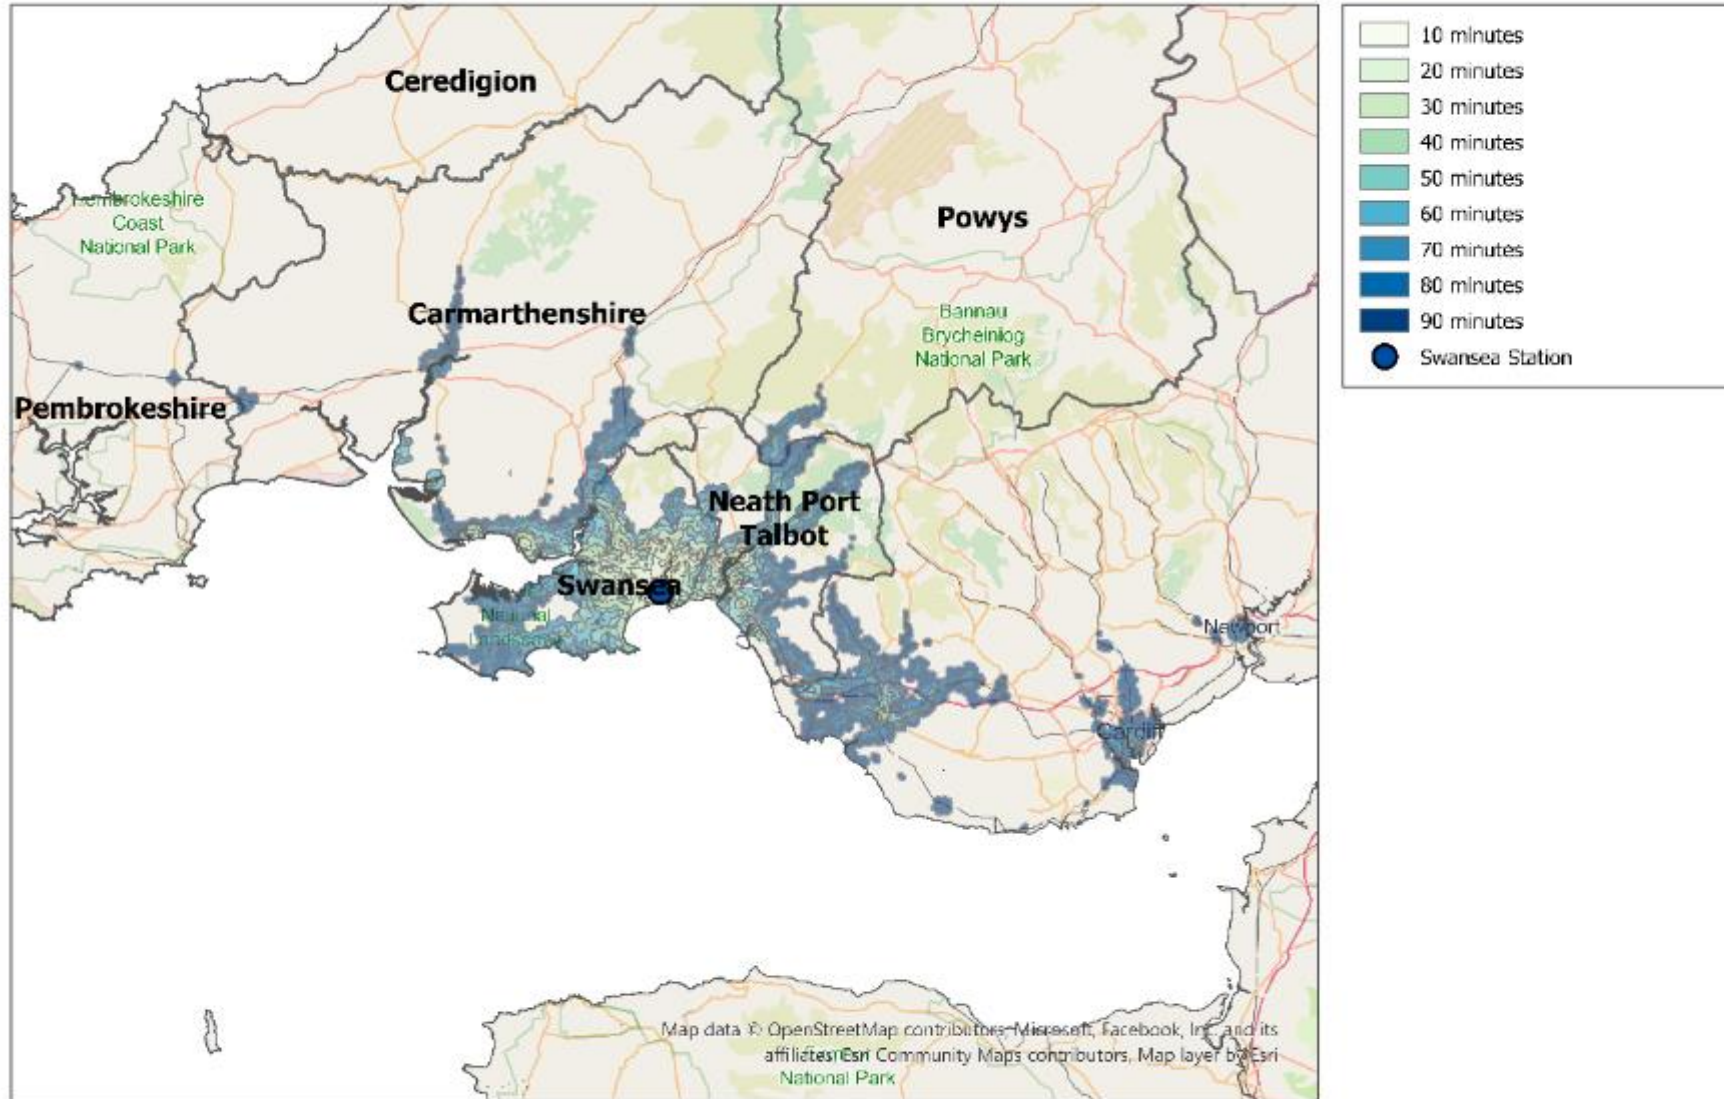 Ceredigion
Pembrokeshire
Coast
National Park
Powys
Carmarthenshire
Bannau
Brycheiniog
National Park
Pembrokeshire
Neath Port
Talbot
Swansea
National
Newport
Cardiff
Map data © OpenStreetMap contributors, Microsoft, Facebook, Inc. and its
affiliates, Esri Community Maps contributors, Map layer by Esri
National Park
10 minutes
20 minutes
30 minutes
40 minutes
50 minutes
60 minutes
70 minutes
80 minutes
90 minutes
Swansea Station